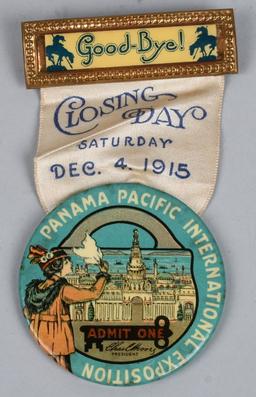 Good-Bye!
CLOSING
DAY
SATURDAY
DEC. 4. 1915
PANAMA PACIFIC INTERNATIONAL EXPOSITION
ADMIT ONE
PRESIDENT